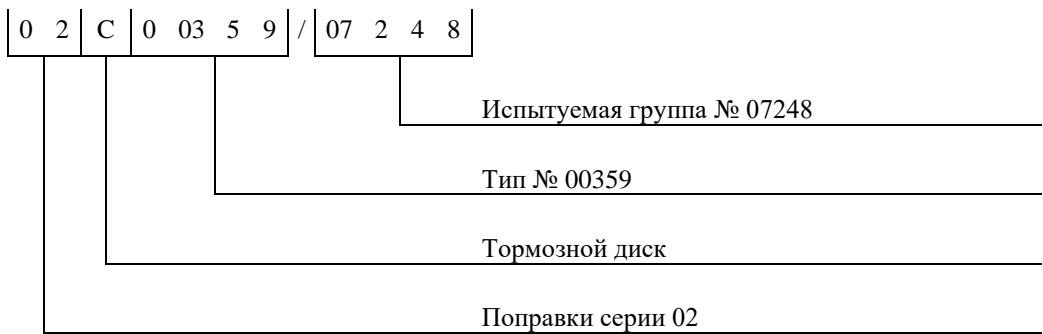 0 2 C 0 03 5 9 / 07 2 4 8
Испытуемая группа № 07248
Тип № 00359
Тормозной диск
Поправки серии 02